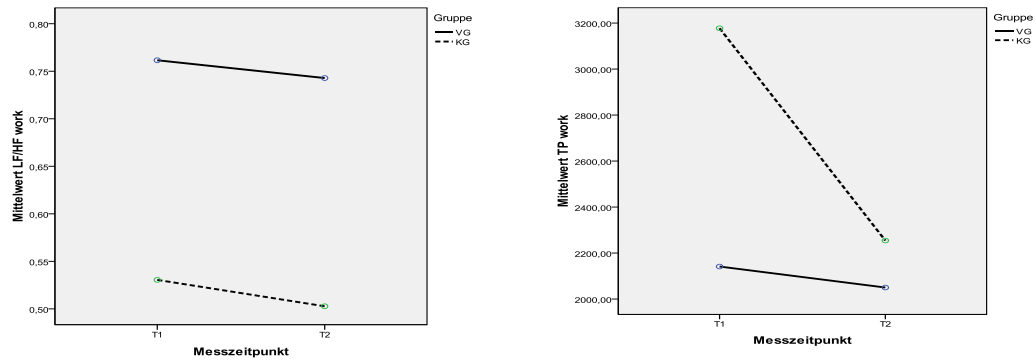 Gruppe
VG
KG
Mittelwert LF/HF work
0,80
0,75
0,70
0,65
0,60
0,55
0,50
T1
T2
Messzeitpunkt
Gruppe
VG
KG
Mittelwert TP work
3200,00
3000,00
2800,00
2600,00
2400,00
2200,00
2000,00
T1
T2
Messzeitpunkt